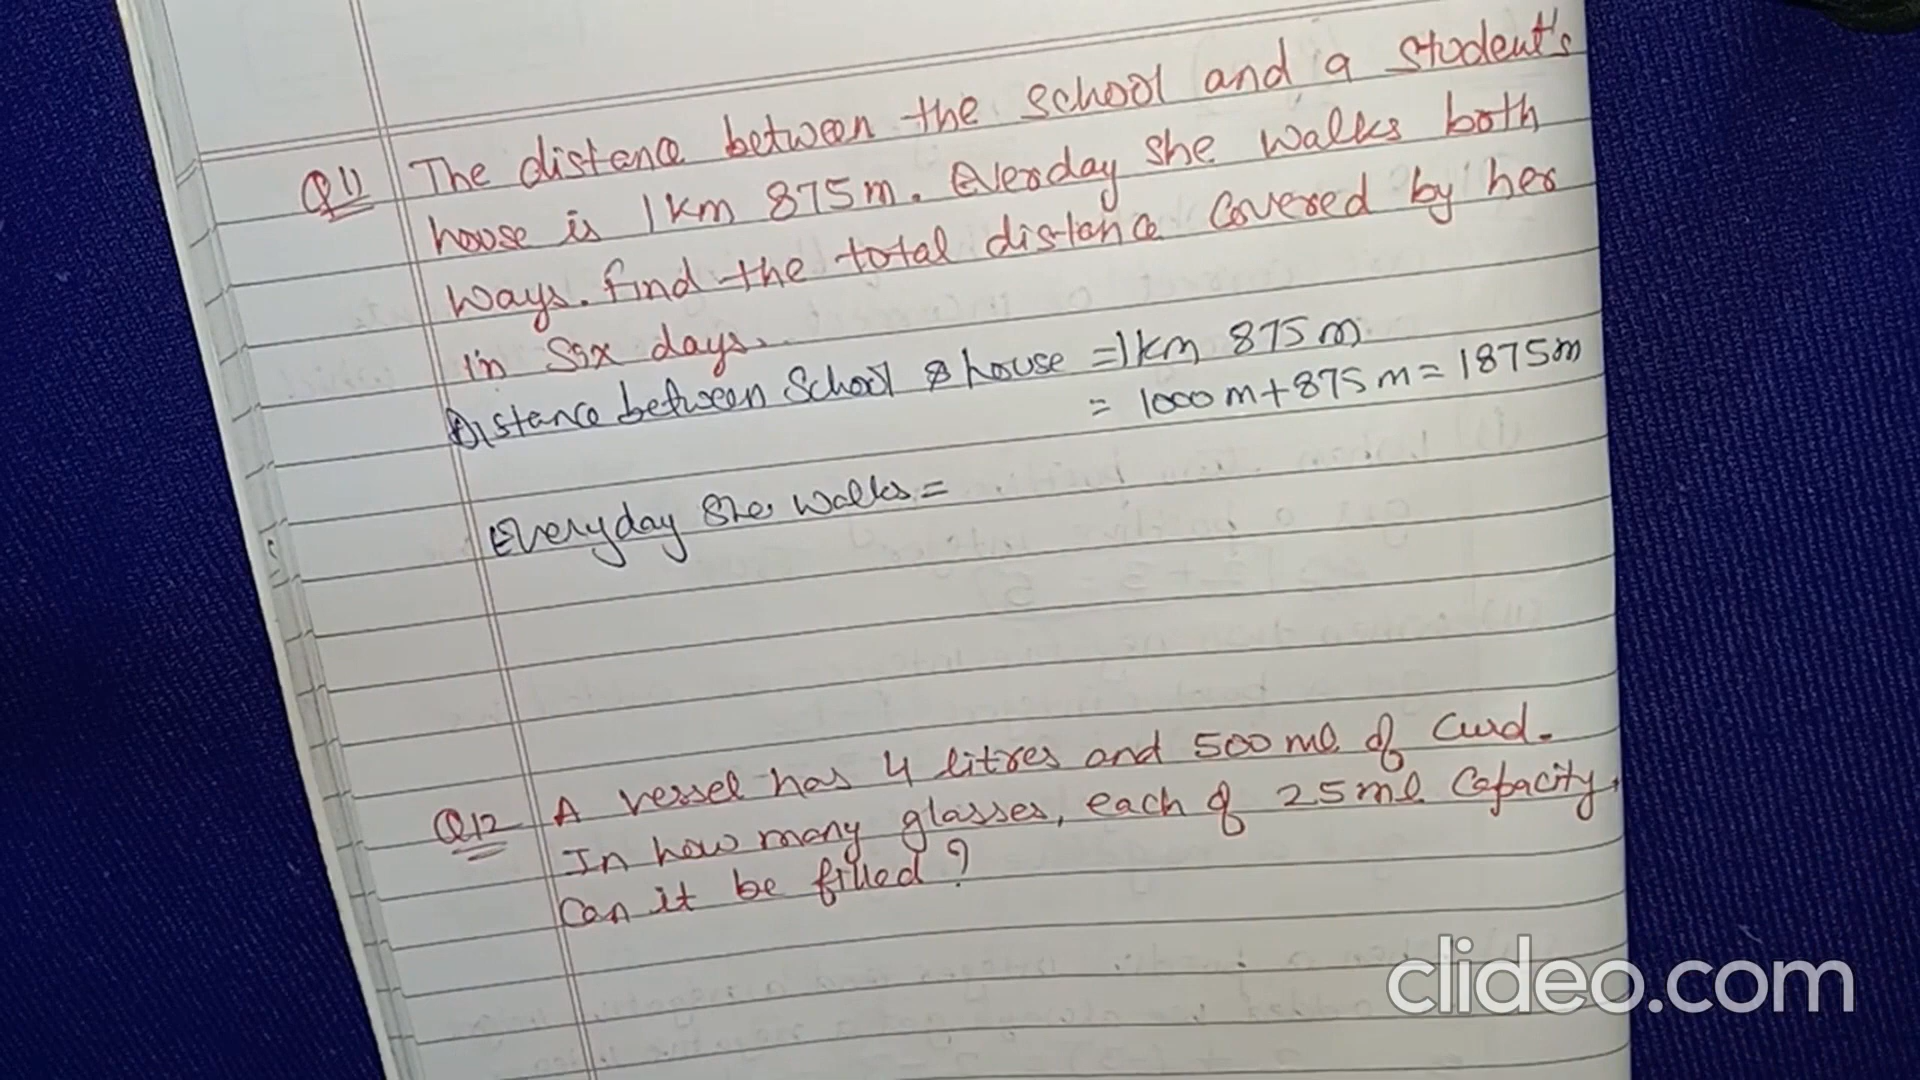 Q11 The distance between the school and a student's
house is 1 km 875 m. Everday she walks both
ways. find the total distance covered by her
in Six days.
Distance between School & house = 1 km 875 m
= 1000 m + 875 m = 1875 m
Everyday She walks =
Q12 A vessel has 4 litres and 500 ml of curd.
In how many glasses, each of 25 ml capacity,
can it be filled ?
clideo.com